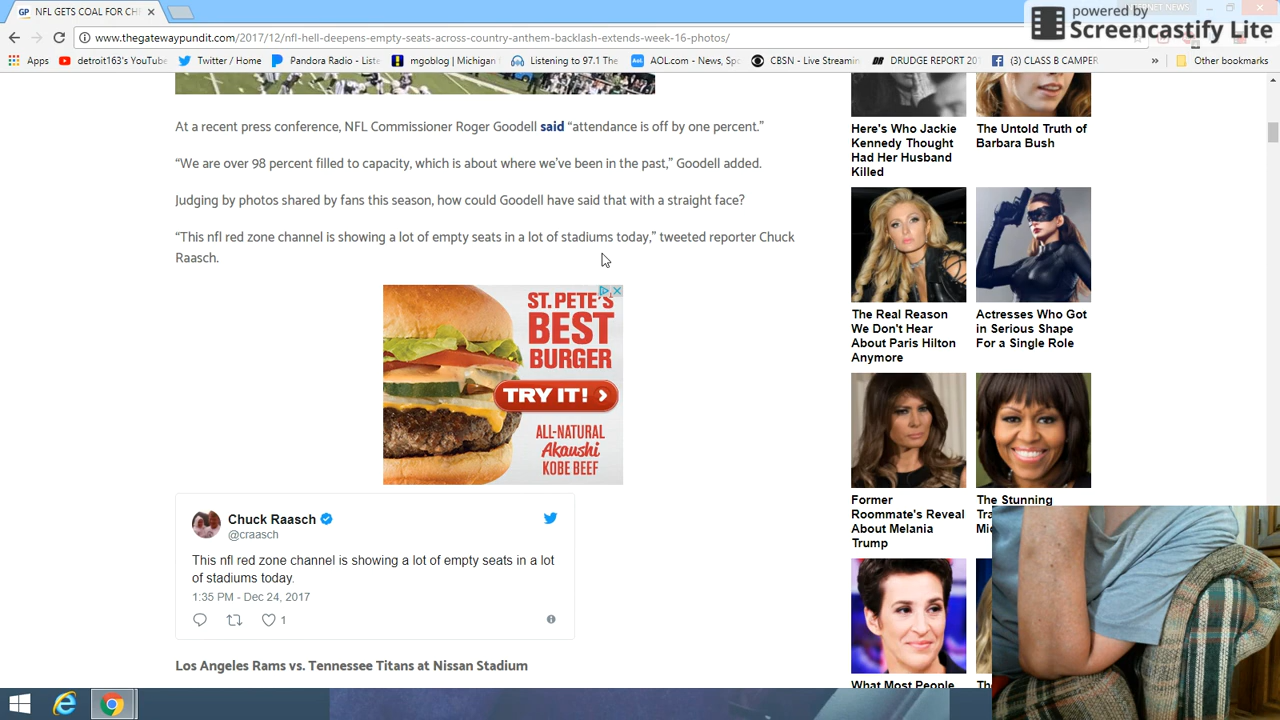 NFL GETS COAL FOR CH
INTERNET NEWS
powered by
Screencastify Lite
www.thegatewaypundit.com/2017/12/nfl-hell-deepens-empty-seats-across-country-anthem-backlash-extends-week-16-photos/
Apps
detroit163's YouTube
Twitter / Home
Pandora Radio - Liste
mgoblog | Michigan
Listening to 97.1 The
AOL.com - News, Spo
CBSN - Live Streamin
DRUDGE REPORT 20
(3) CLASS B CAMPER
»
Other bookmarks
At a recent press conference, NFL Commissioner Roger Goodell said “attendance is off by one percent.”
“We are over 98 percent filled to capacity, which is about where we’ve been in the past,” Goodell added.
Judging by photos shared by fans this season, how could Goodell have said that with a straight face?
“This nfl red zone channel is showing a lot of empty seats in a lot of stadiums today,” tweeted reporter Chuck
Raasch.
ST. PETE'S
BEST
BURGER
TRY IT! >
ALL-NATURAL
Akaushi
KOBE BEEF
Chuck Raasch
@craasch
This nfl red zone channel is showing a lot of empty seats in a lot
of stadiums today.
1:35 PM - Dec 24, 2017
1
Los Angeles Rams vs. Tennessee Titans at Nissan Stadium
Here's Who Jackie
Kennedy Thought
Had Her Husband
Killed
The Untold Truth of
Barbara Bush
The Real Reason
We Don't Hear
About Paris Hilton
Anymore
Actresses Who Got
in Serious Shape
For a Single Role
Former
Roommate's Reveal
About Melania
Trump
The Stunning
What Most People